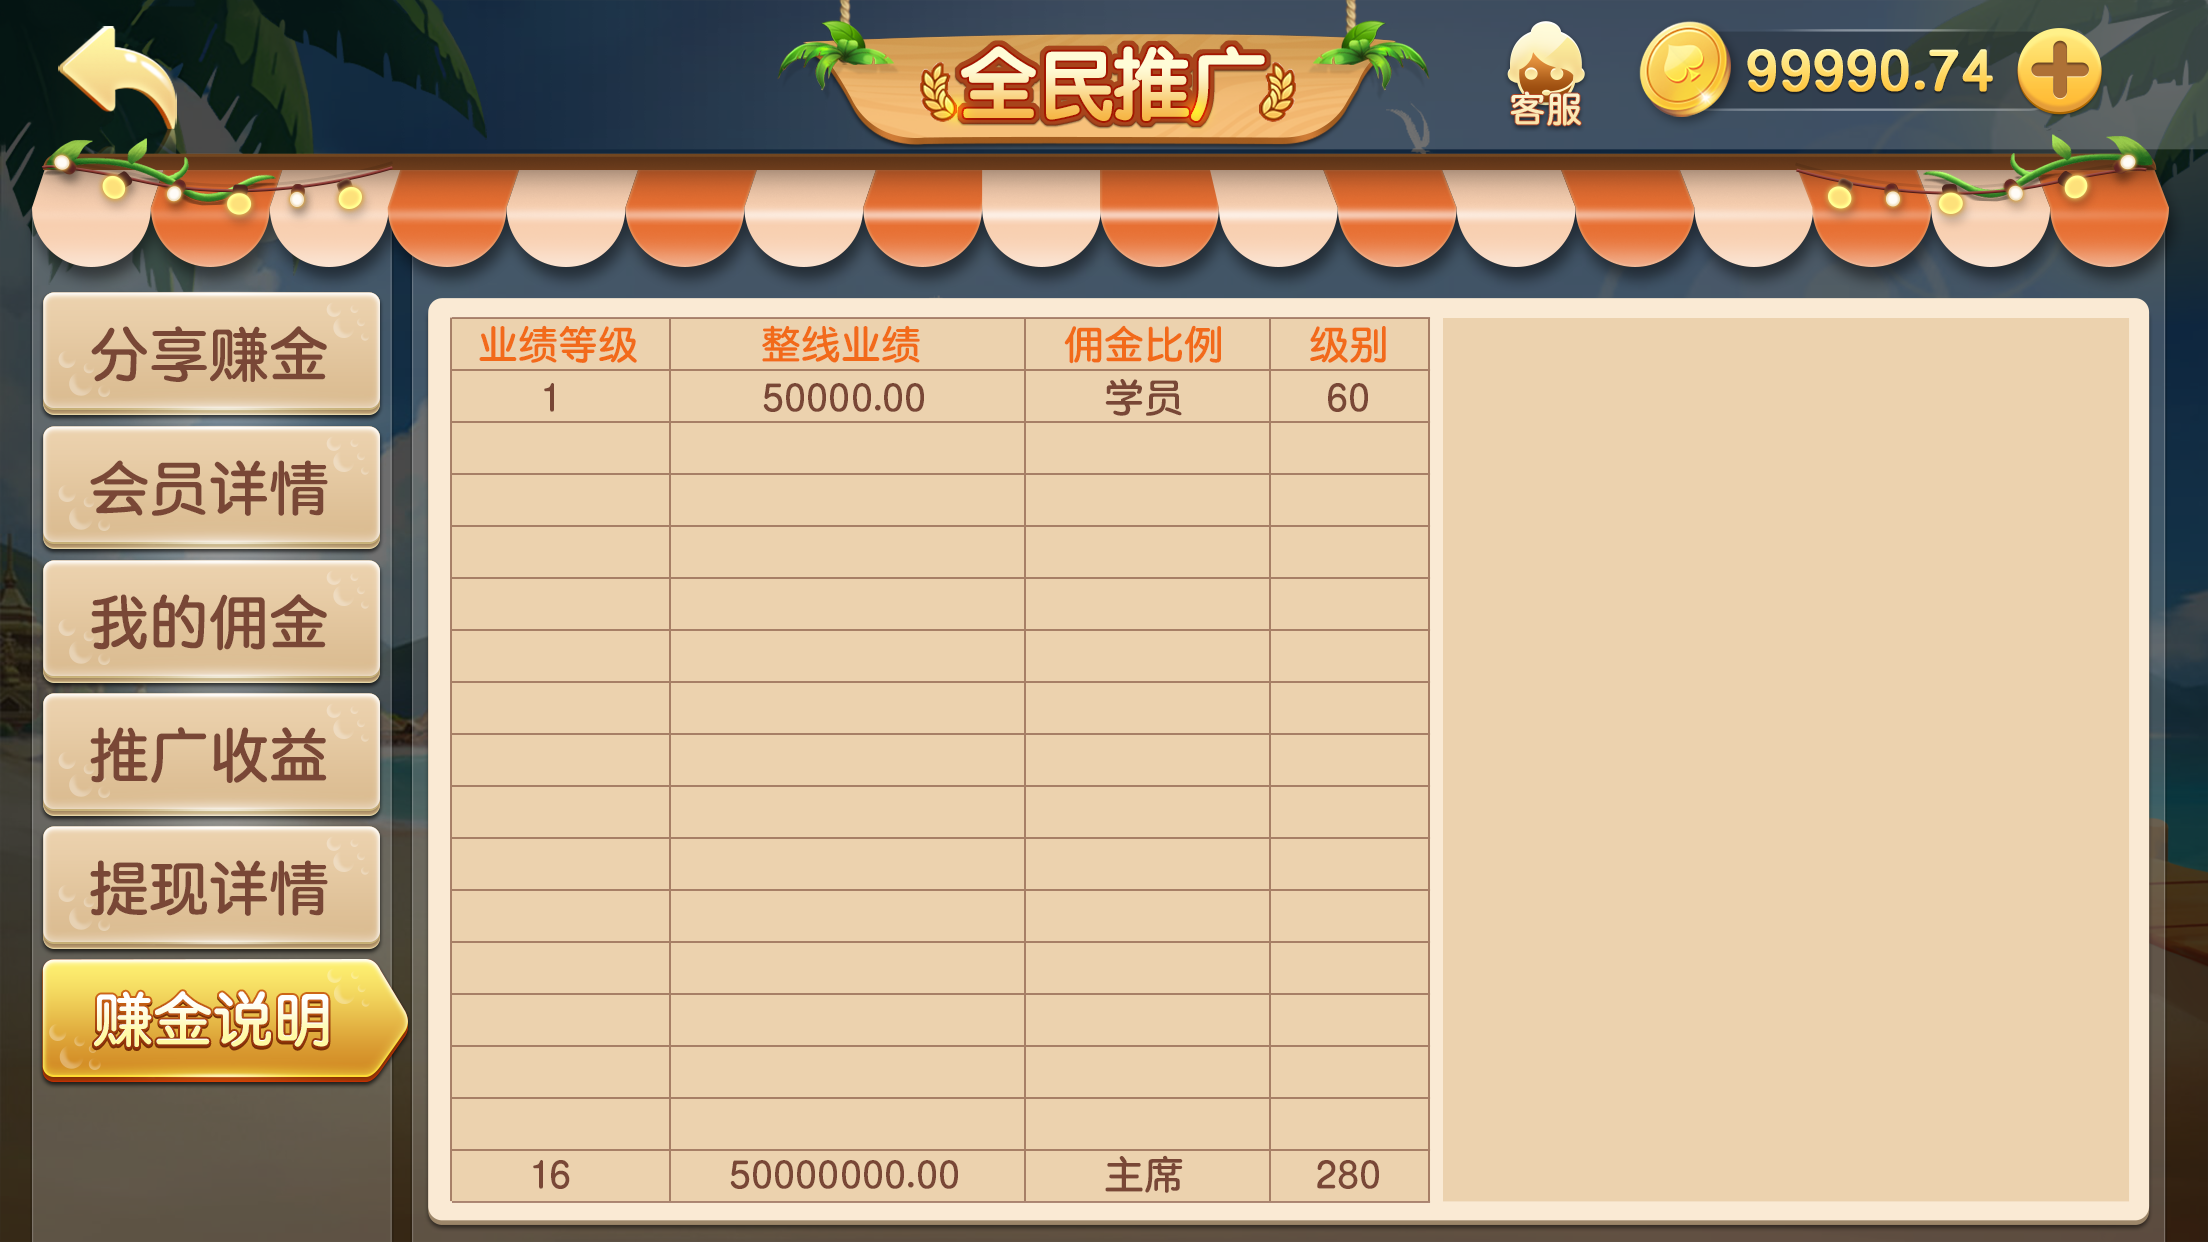 全民推广
客服
99990.74
分享赚金
会员详情
我的佣金
推广收益
提现详情
赚金说明
业绩等级 整线业绩 佣金比例 级别
1 50000.00 学员 60
16 50000000.00 主席 280